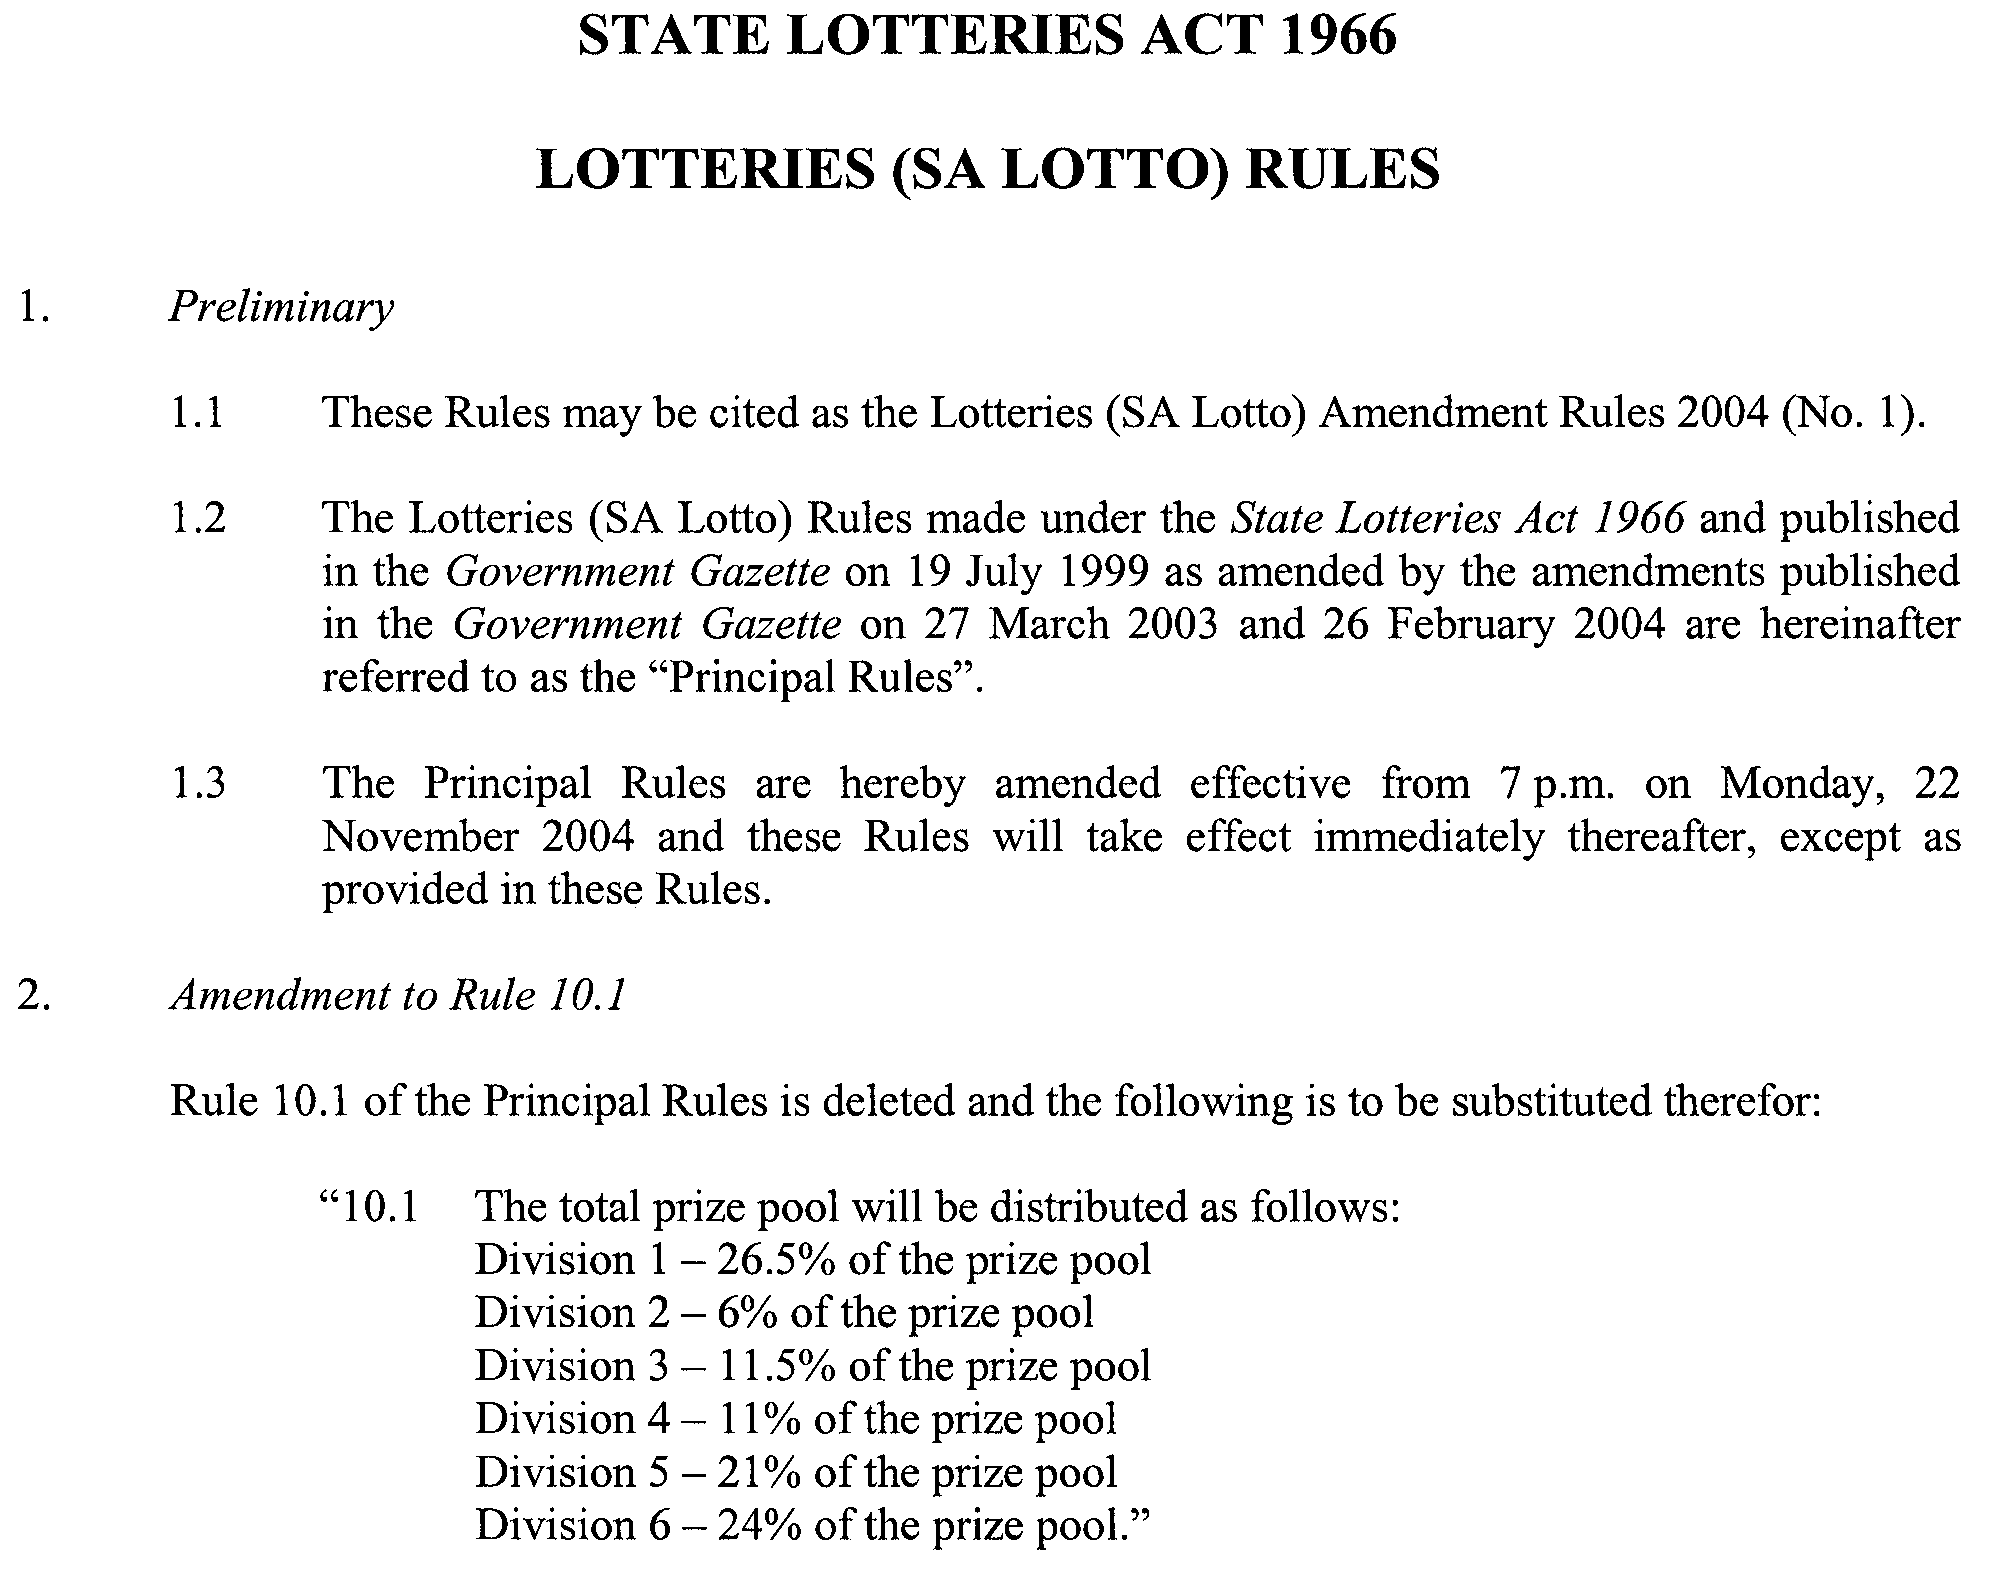 STATE LOTTERIES ACT 1966
LOTTERIES (SA LOTTO) RULES
1. Preliminary
1.1 These Rules may be cited as the Lotteries (SA Lotto) Amendment Rules 2004 (No. 1).
1.2 The Lotteries (SA Lotto) Rules made under the State Lotteries Act 1966 and published
in the Government Gazette on 19 July 1999 as amended by the amendments published
in the Government Gazette on 27 March 2003 and 26 February 2004 are hereinafter
referred to as the “Principal Rules”.
1.3 The Principal Rules are hereby amended effective from 7 p.m. on Monday, 22
November 2004 and these Rules will take effect immediately thereafter, except as
provided in these Rules.
2. Amendment to Rule 10.1
Rule 10.1 of the Principal Rules is deleted and the following is to be substituted therefor:
“10.1 The total prize pool will be distributed as follows:
Division 1 – 26.5% of the prize pool
Division 2 – 6% of the prize pool
Division 3 – 11.5% of the prize pool
Division 4 – 11% of the prize pool
Division 5 – 21% of the prize pool
Division 6 – 24% of the prize pool.”